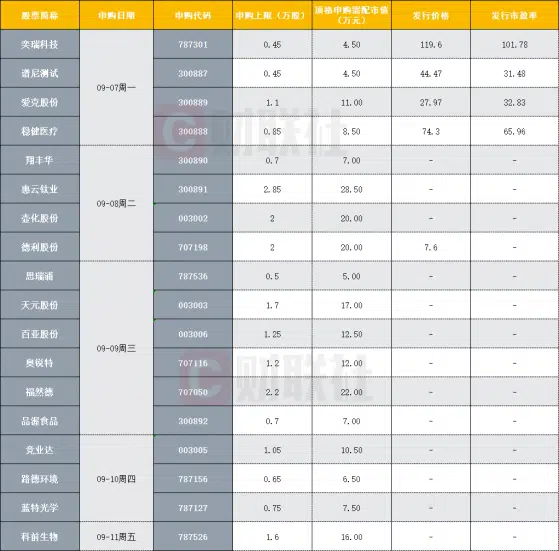 股票简称 申购日期 申购代码 申购上限（万股） 顶格申购需配市值（万元） 发行价格 发行市盈率
奕瑞科技 09-07周一 787301 0.45 4.50 119.6 101.78
谱尼测试 300887 0.45 4.50 44.47 31.48
爱克股份 300889 1.1 11.00 27.97 32.83
稳健医疗 300888 0.85 8.50 74.3 65.96
翔丰华 09-08周二 300890 0.7 7.00 - -
惠云钛业 300891 2.85 28.50 - -
壶化股份 003002 2 20.00 - -
德利股份 707198 2 20.00 7.6 -
思瑞浦 09-09周三 787536 0.5 5.00 - -
天元股份 003003 1.7 17.00 - -
百亚股份 003006 1.25 12.50 - -
奥锐特 707116 1.2 12.00 - -
福然德 707050 2.2 22.00 - -
品渥食品 300892 0.7 7.00 - -
竞业达 09-10周四 003005 1.05 10.50 - -
路德环境 787156 0.65 6.50 - -
蓝特光学 787127 0.75 7.50 - -
科前生物 09-11周五 787526 1.6 16.00 - -
财联社
财联社